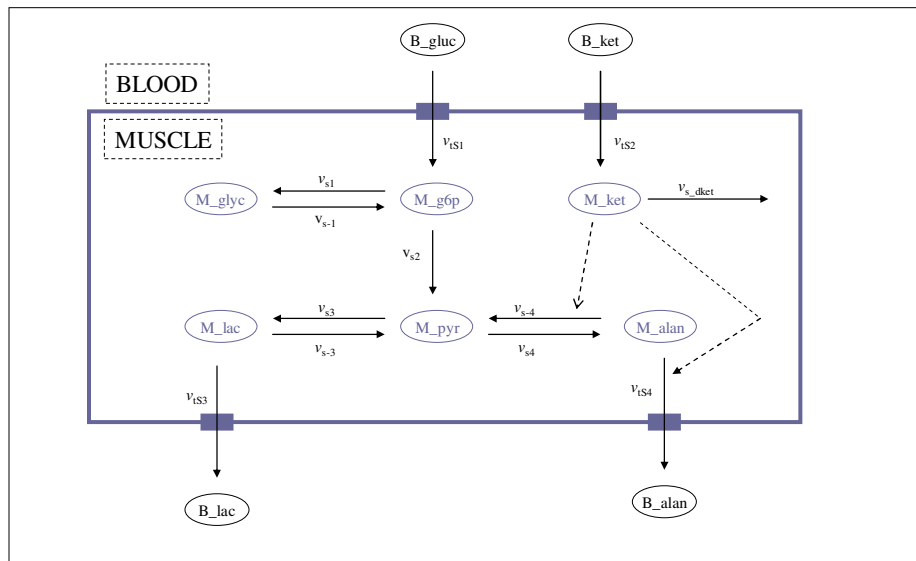 B_gluc
B_ket
BLOOD
MUSCLE
v_tS1
v_tS2
v_s1
v_s_dket
M_glyc
M_g6p
M_ket
v_s-1
v_s2
v_s3
v_s-4
M_lac
M_pyr
M_alan
v_s-3
v_s4
v_tS3
v_tS4
B_lac
B_alan